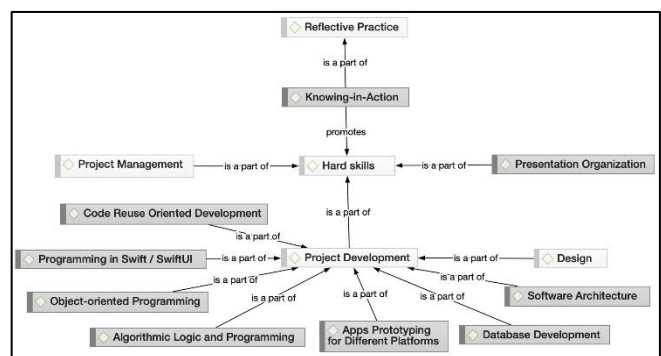 Reflective Practice
is a part of
Knowing-in-Action
promotes
Project Management
is a part of
Hard skills
is a part of
Presentation Organization
Code Reuse Oriented Development
is a part of
is a part of
Programming in Swift / SwiftUI
is a part of
Project Development
is a part of
Design
is a part of
Object-oriented Programming
is a part of
Software Architecture
is a part of
is a part of
is a part of
Algorithmic Logic and Programming
Apps Prototyping
for Different Platforms
Database Development